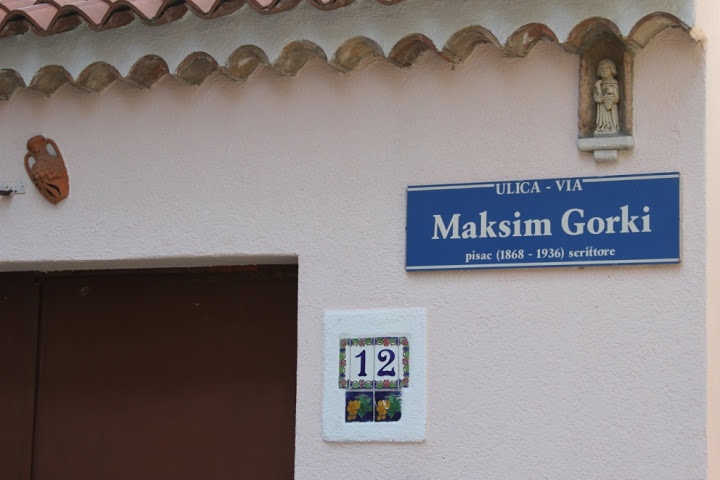 ULICA - VIA
Maksim Gorki
pisac (1868 - 1936) scrittore
12